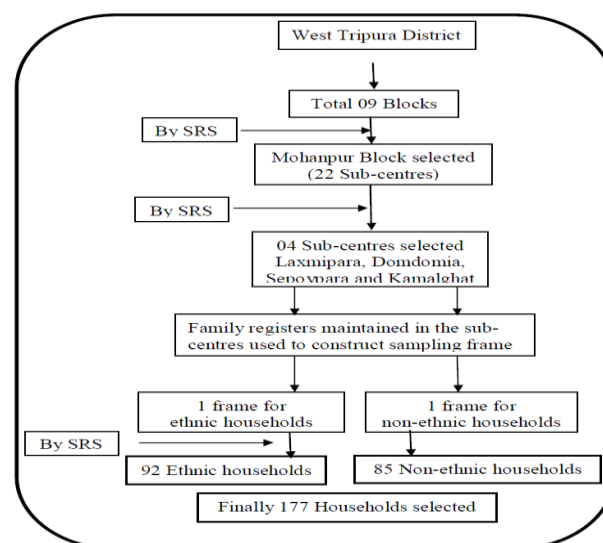 West Tripura District
Total 09 Blocks
By SRS
Mohanpur Block selected
(22 Sub-centres)
By SRS
04 Sub-centres selected
Laxmipara, Domdomia,
Sepoypara and Kamalghat
Family registers maintained in the sub-
centres used to construct sampling frame
1 frame for
ethnic households
1 frame for
non-ethnic households
By SRS
92 Ethnic households
85 Non-ethnic households
Finally 177 Households selected